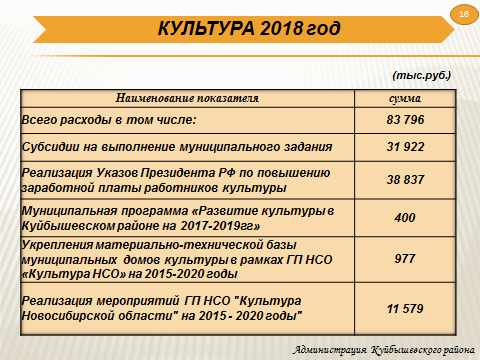 КУЛЬТУРА 2018 год
16
(тыс.руб.)
Наименование показателя сумма
Всего расходы в том числе: 83 796
Субсидии на выполнение муниципального задания 31 922
Реализация Указов Президента РФ по повышению
заработной платы работников культуры 38 837
Муниципальная программа «Развитие культуры в
Куйбышевском районе на 2017-2019гг» 400
Укрепления материально-технической базы
муниципальных домов культуры в рамках ГП НСО
«Культура НСО» на 2015-2020 годы 977
Реализация мероприятий ГП НСО "Культура
Новосибирской области" на 2015 - 2020 годы" 11 579
Администрация Куйбышевского района